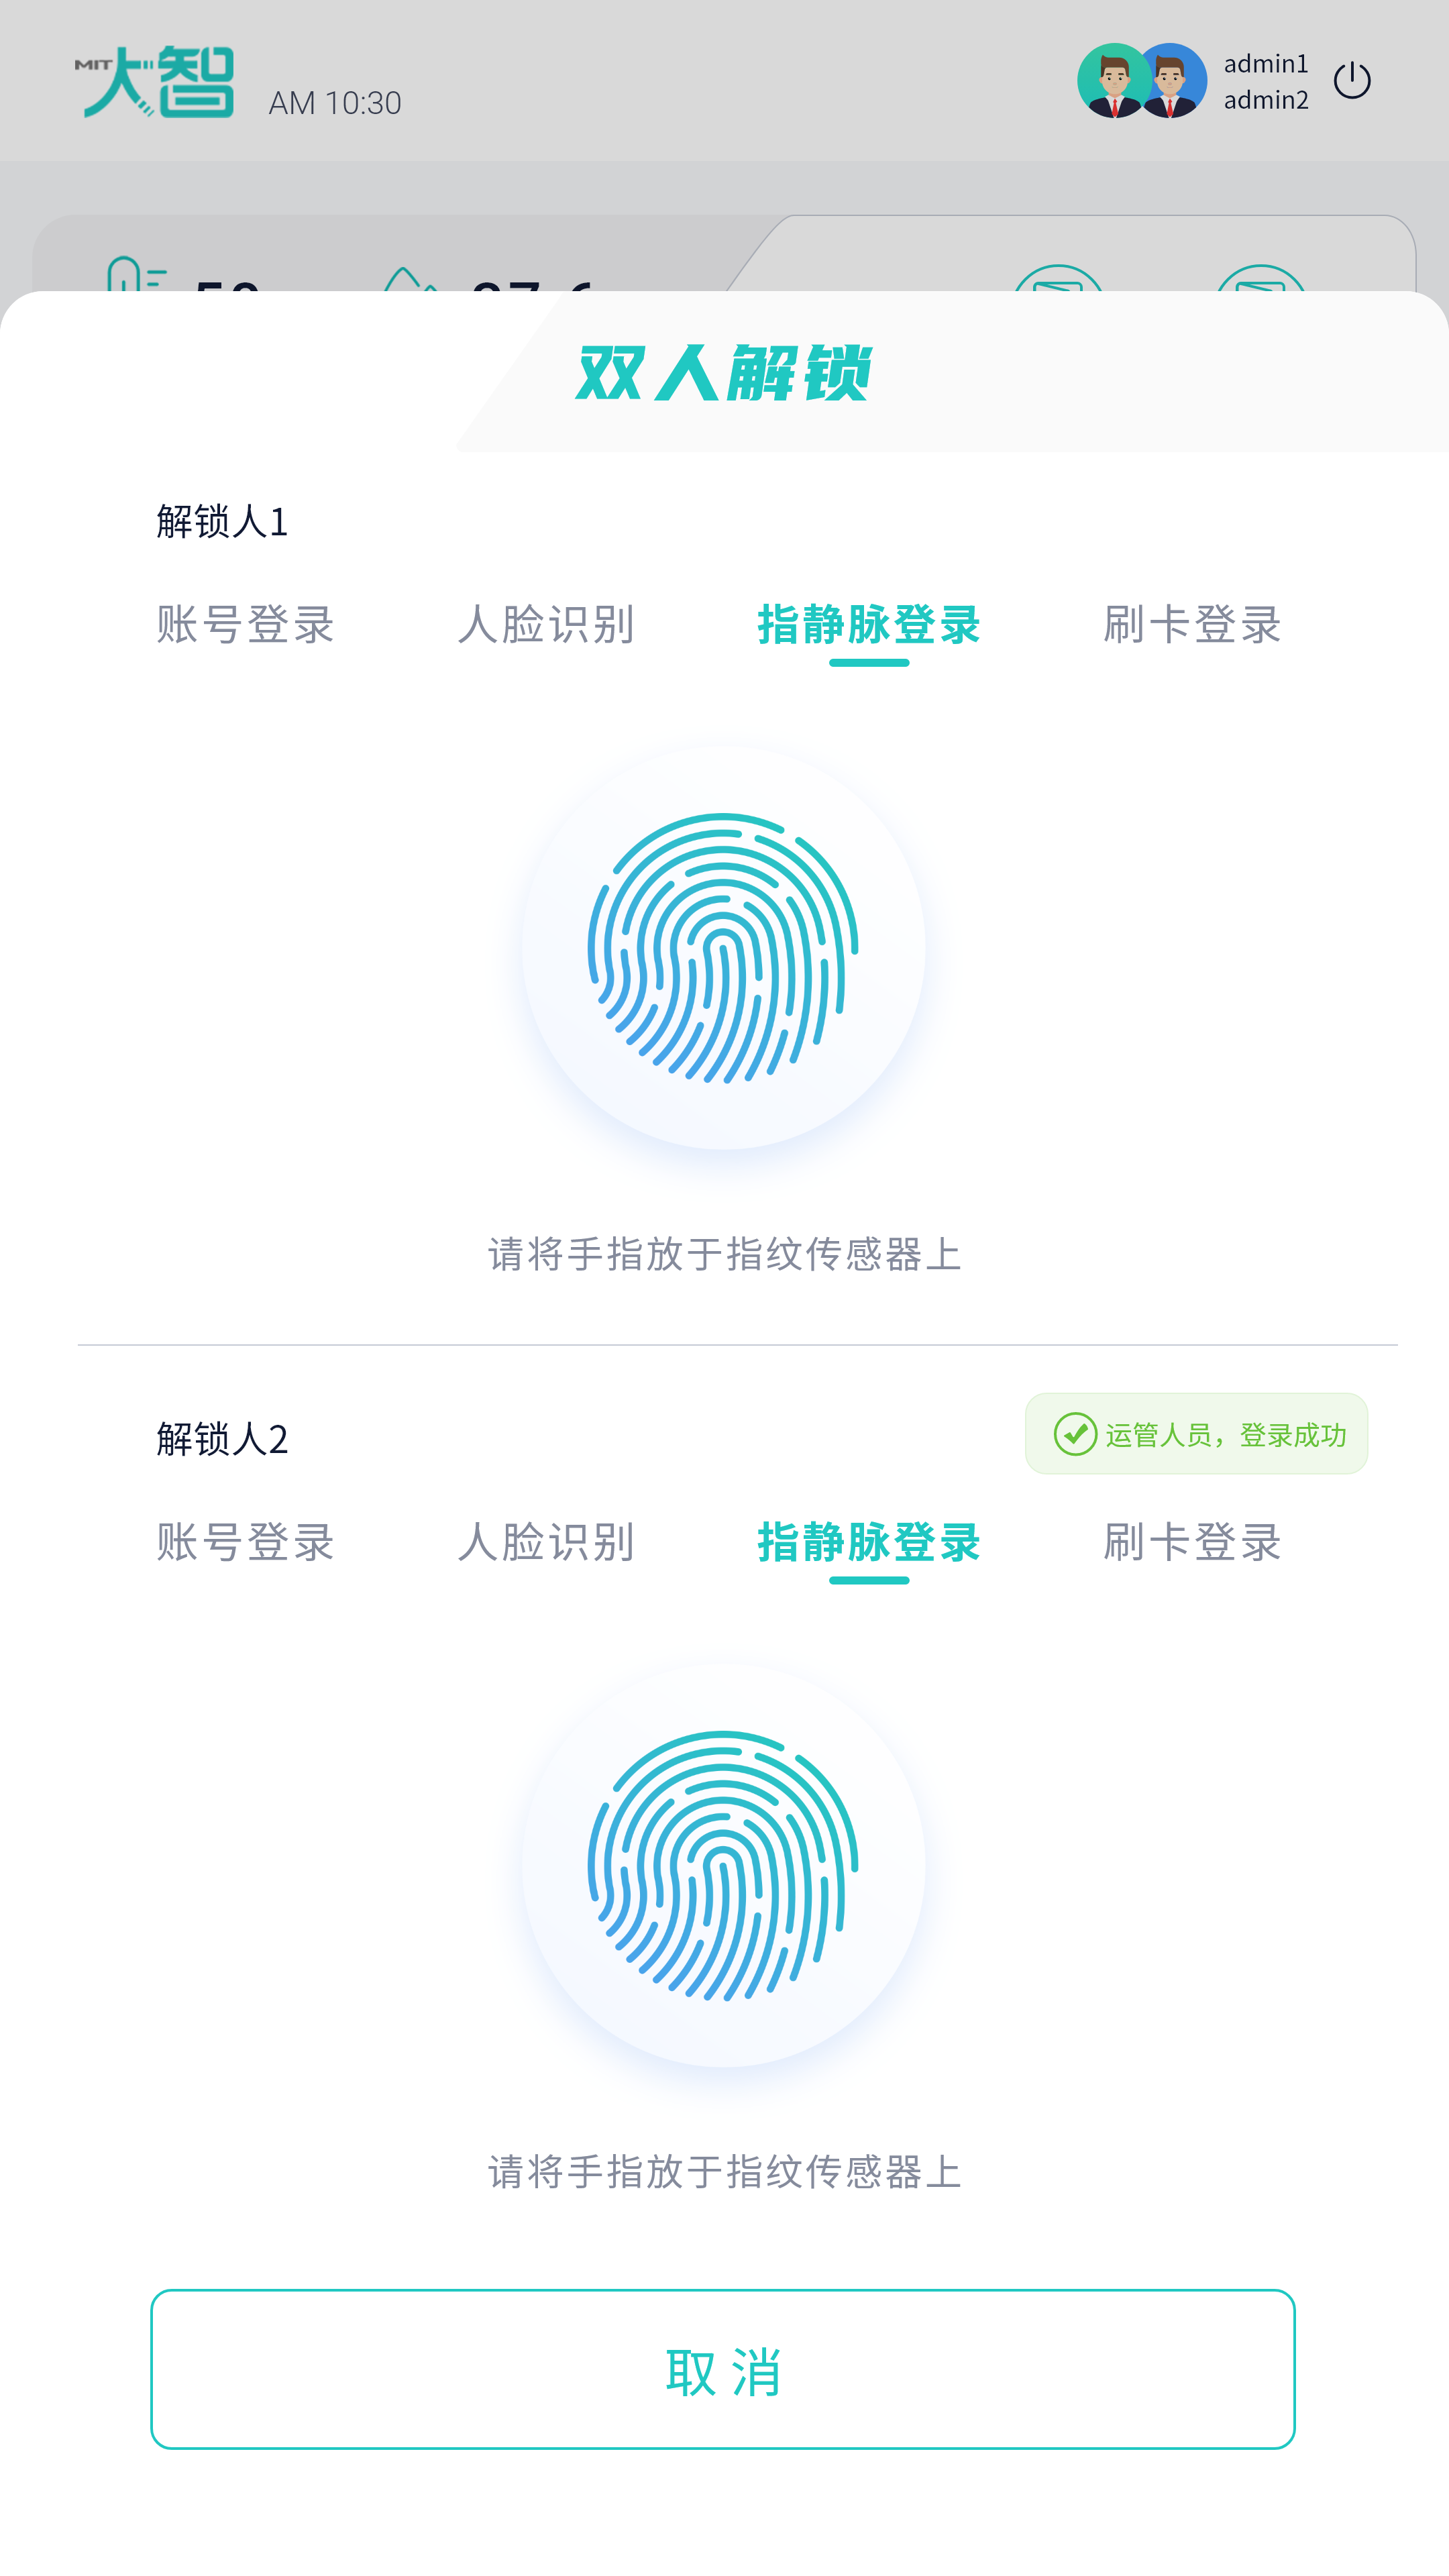 MIT 大智
AM 10:30
admin1
admin2
双人解锁
解锁人1
账号登录 人脸识别 指静脉登录 刷卡登录
请将手指放于指纹传感器上
解锁人2
运管人员，登录成功
账号登录 人脸识别 指静脉登录 刷卡登录
请将手指放于指纹传感器上
取消